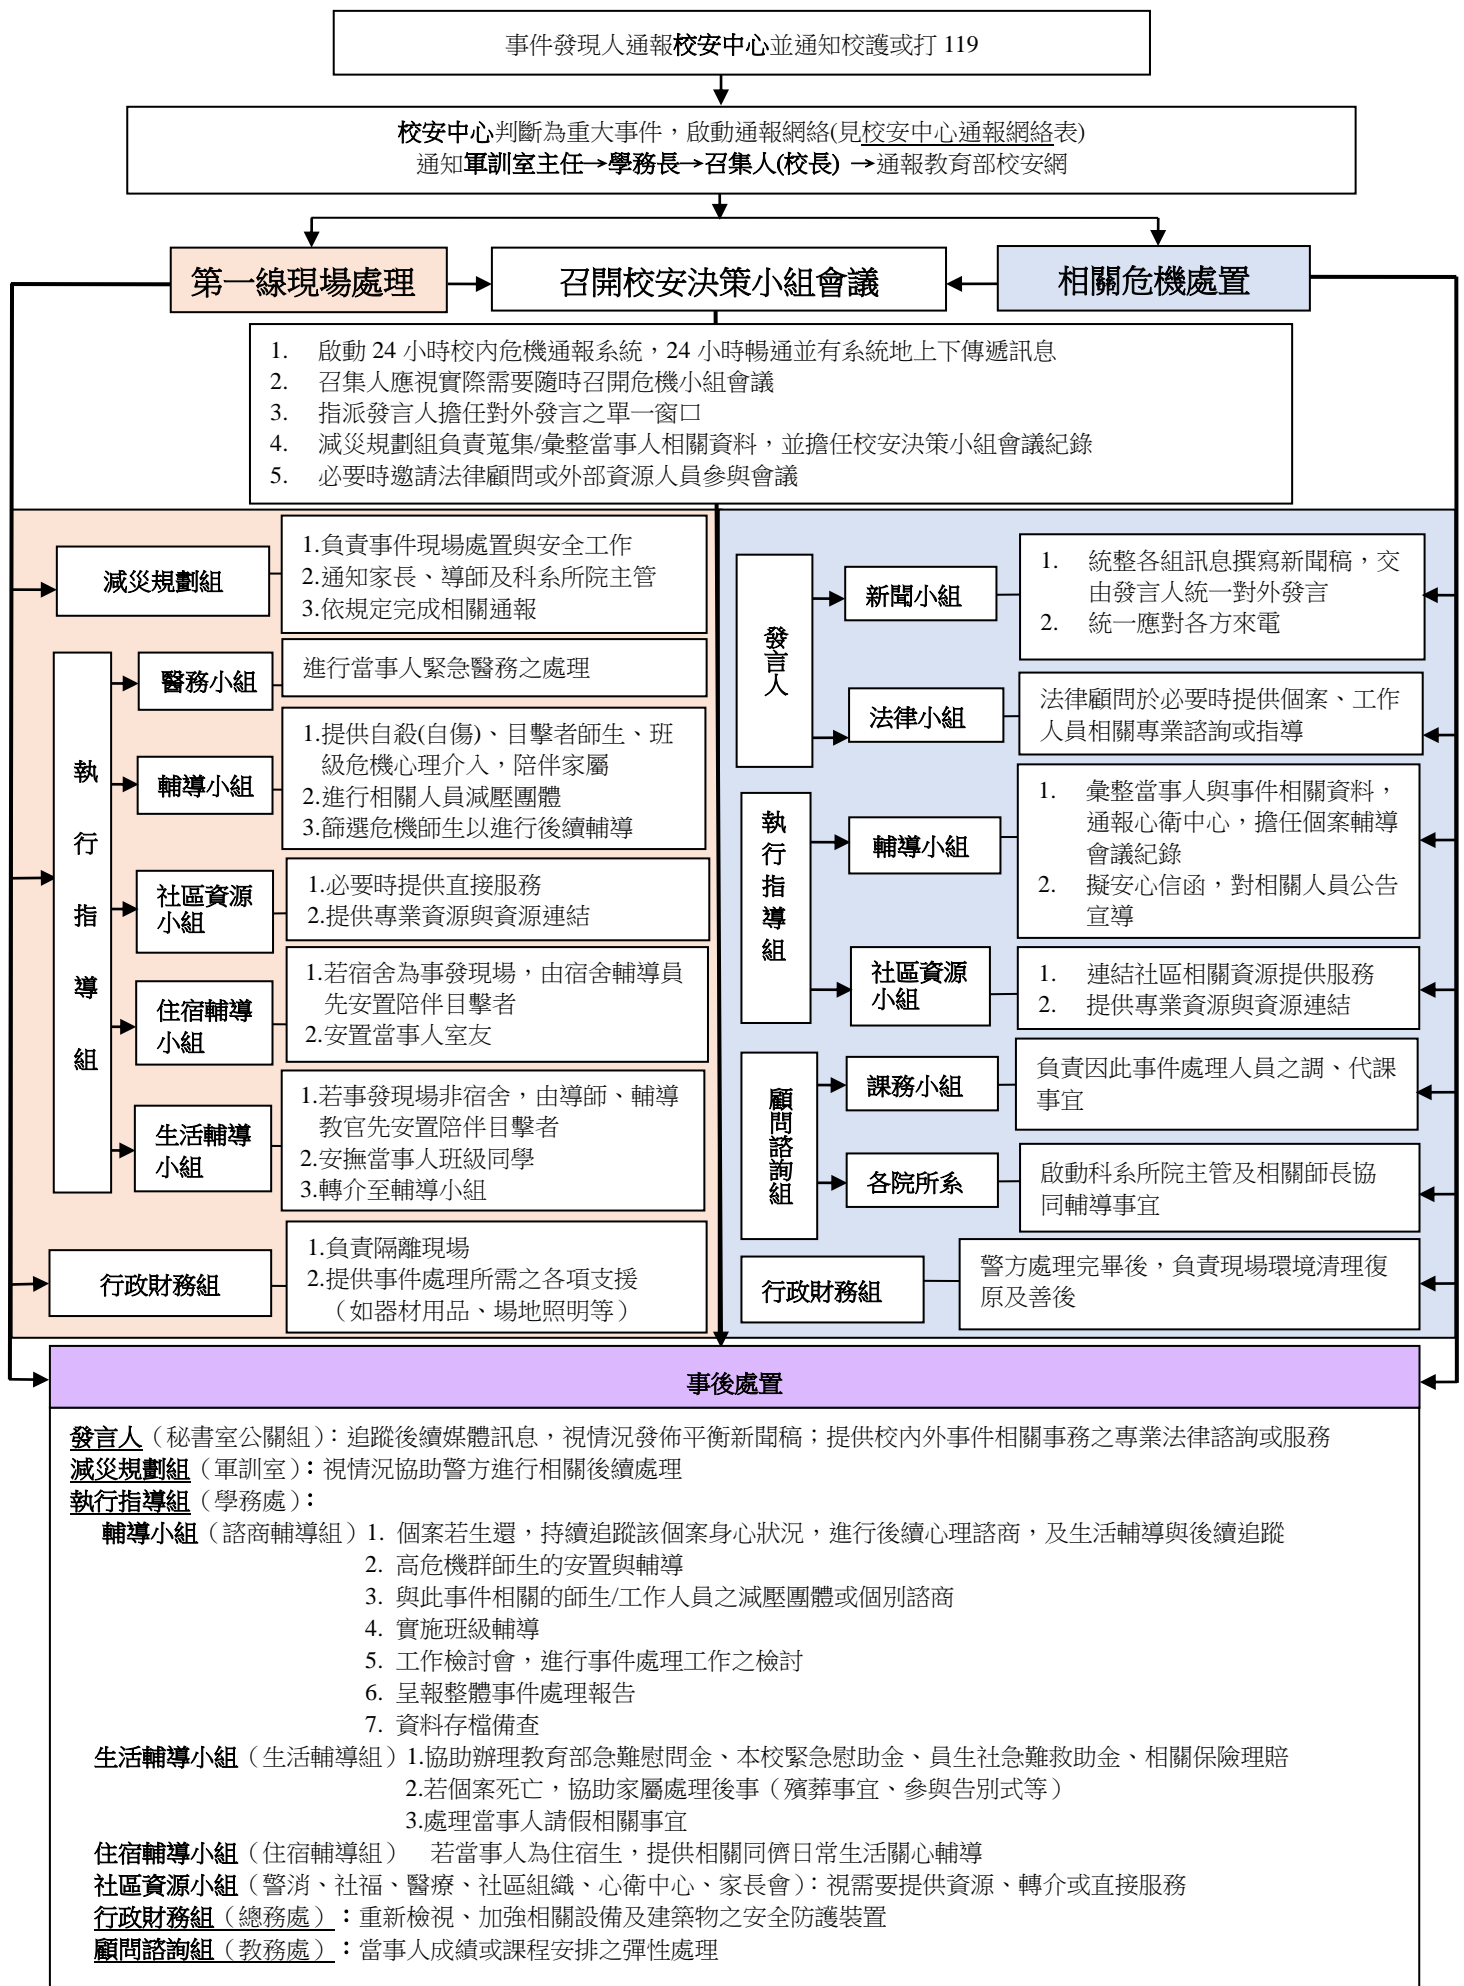 事件發現人通報校安中心並通知校護或打 119
校安中心判斷為重大事件，啟動通報網絡(見校安中心通報網絡表)
通知軍訓室主任→學務長→召集人(校長) →通報教育部校安網
第一線現場處理
召開校安決策小組會議
相關危機處置
1. 啟動 24 小時校內危機通報系統，24 小時暢通並有系統地上下傳遞訊息
2. 召集人應視實際需要隨時召開危機小組會議
3. 指派發言人擔任對外發言之單一窗口
4. 減災規劃組負責蒐集/彙整當事人相關資料，並擔任校安決策小組會議紀錄
5. 必要時邀請法律顧問或外部資源人員參與會議
減災規劃組
1.負責事件現場處置與安全工作
2.通知家長、導師及科系所院主管
3.依規定完成相關通報
執行指導組
醫務小組
進行當事人緊急醫務之處理
輔導小組
1.提供自殺(自傷)、目擊者師生、班
級危機心理介入，陪伴家屬
2.進行相關人員減壓團體
3.篩選危機師生以進行後續輔導
社區資源
小組
1.必要時提供直接服務
2.提供專業資源與資源連結
住宿輔導
小組
1.若宿舍為事發現場，由宿舍輔導員
先安置陪伴目擊者
2.安置當事人室友
生活輔導
小組
1.若事發現場非宿舍，由導師、輔導
教官先安置陪伴目擊者
2.安撫當事人班級同學
3.轉介至輔導小組
行政財務組
1.負責隔離現場
2.提供事件處理所需之各項支援
（如器材用品、場地照明等）
發言人
新聞小組
1. 統整各組訊息撰寫新聞稿，交
由發言人統一對外發言
2. 統一應對各方來電
法律小組
法律顧問於必要時提供個案、工作
人員相關專業諮詢或指導
執行指導組
輔導小組
1. 彙整當事人與事件相關資料，
通報心衛中心，擔任個案輔導
會議紀錄
2. 擬安心信函，對相關人員公告
宣導
社區資源
小組
1. 連結社區相關資源提供服務
2. 提供專業資源與資源連結
顧問諮詢組
課務小組
負責因此事件處理人員之調、代課
事宜
各院所系
啟動科系所院主管及相關師長協
同輔導事宜
行政財務組
警方處理完畢後，負責現場環境清理復
原及善後
事後處置
發言人（秘書室公關組）：追蹤後續媒體訊息，視情況發佈平衡新聞稿；提供校內外事件相關事務之專業法律諮詢或服務
減災規劃組（軍訓室）：視情況協助警方進行相關後續處理
執行指導組（學務處）：
輔導小組（諮商輔導組）1. 個案若生還，持續追蹤該個案身心狀況，進行後續心理諮商，及生活輔導與後續追蹤
2. 高危機群師生的安置與輔導
3. 與此事件相關的師生/工作人員之減壓團體或個別諮商
4. 實施班級輔導
5. 工作檢討會，進行事件處理工作之檢討
6. 呈報整體事件處理報告
7. 資料存檔備查
生活輔導小組（生活輔導組）1.協助辦理教育部急難慰問金、本校緊急慰助金、員生社急難救助金、相關保險理賠
2.若個案死亡，協助家屬處理後事（殯葬事宜、參與告別式等）
3.處理當事人請假相關事宜
住宿輔導小組（住宿輔導組） 若當事人為住宿生，提供相關同儕日常生活關心輔導
社區資源小組（警消、社福、醫療、社區組織、心衛中心、家長會）：視需要提供資源、轉介或直接服務
行政財務組（總務處）：重新檢視、加強相關設備及建築物之安全防護裝置
顧問諮詢組（教務處）：當事人成績或課程安排之彈性處理